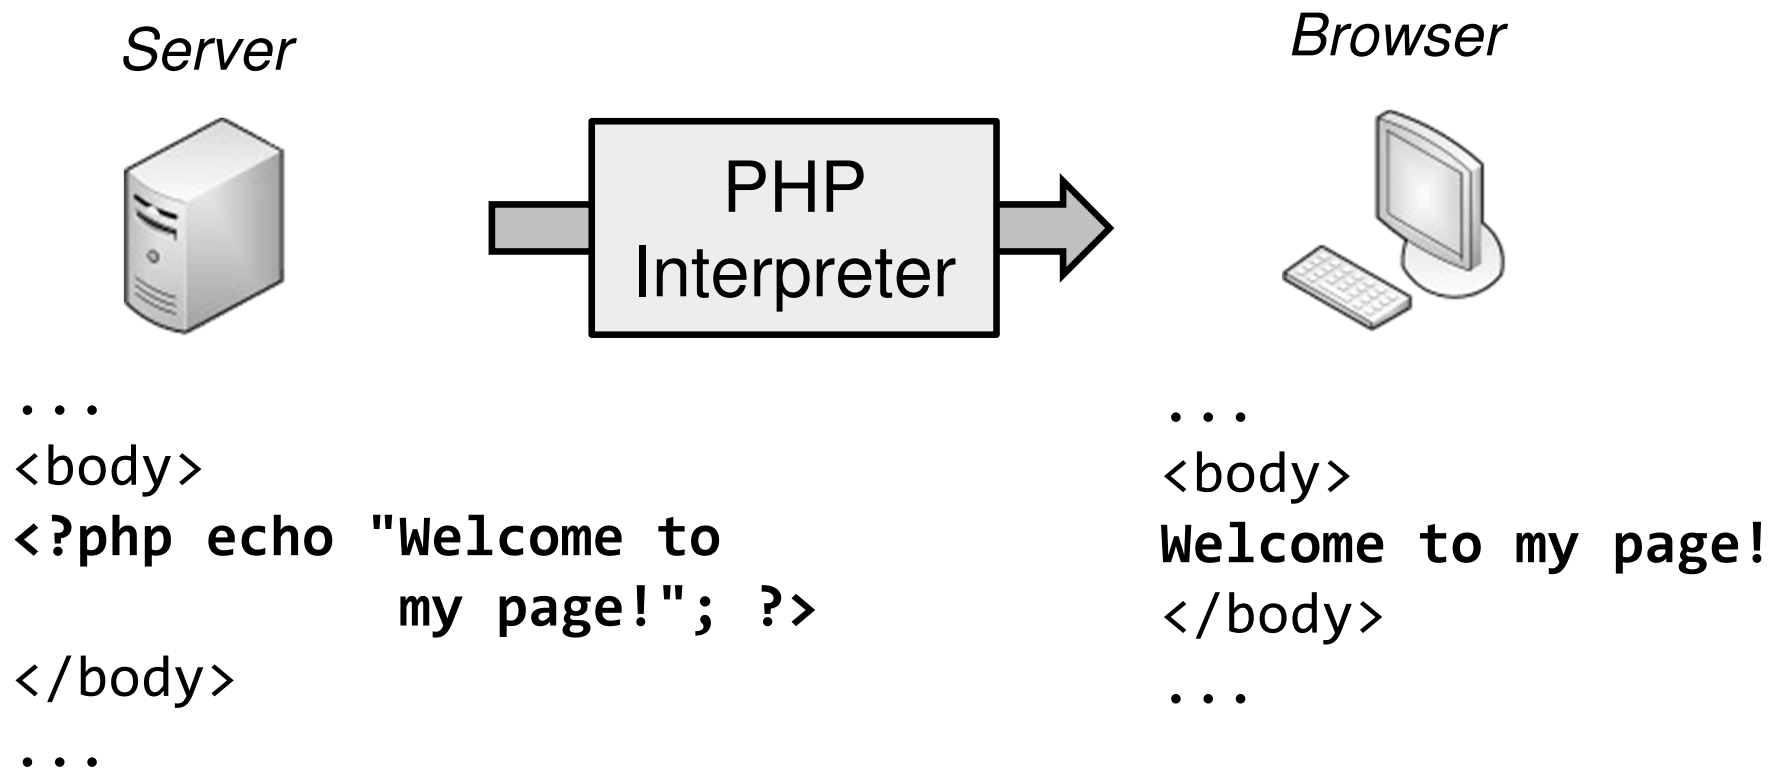 Server
Browser
PHP
Interpreter
...
<body>
<?php echo "Welcome to
my page!"; ?>
</body>
...
...
<body>
Welcome to my page!
</body>
...